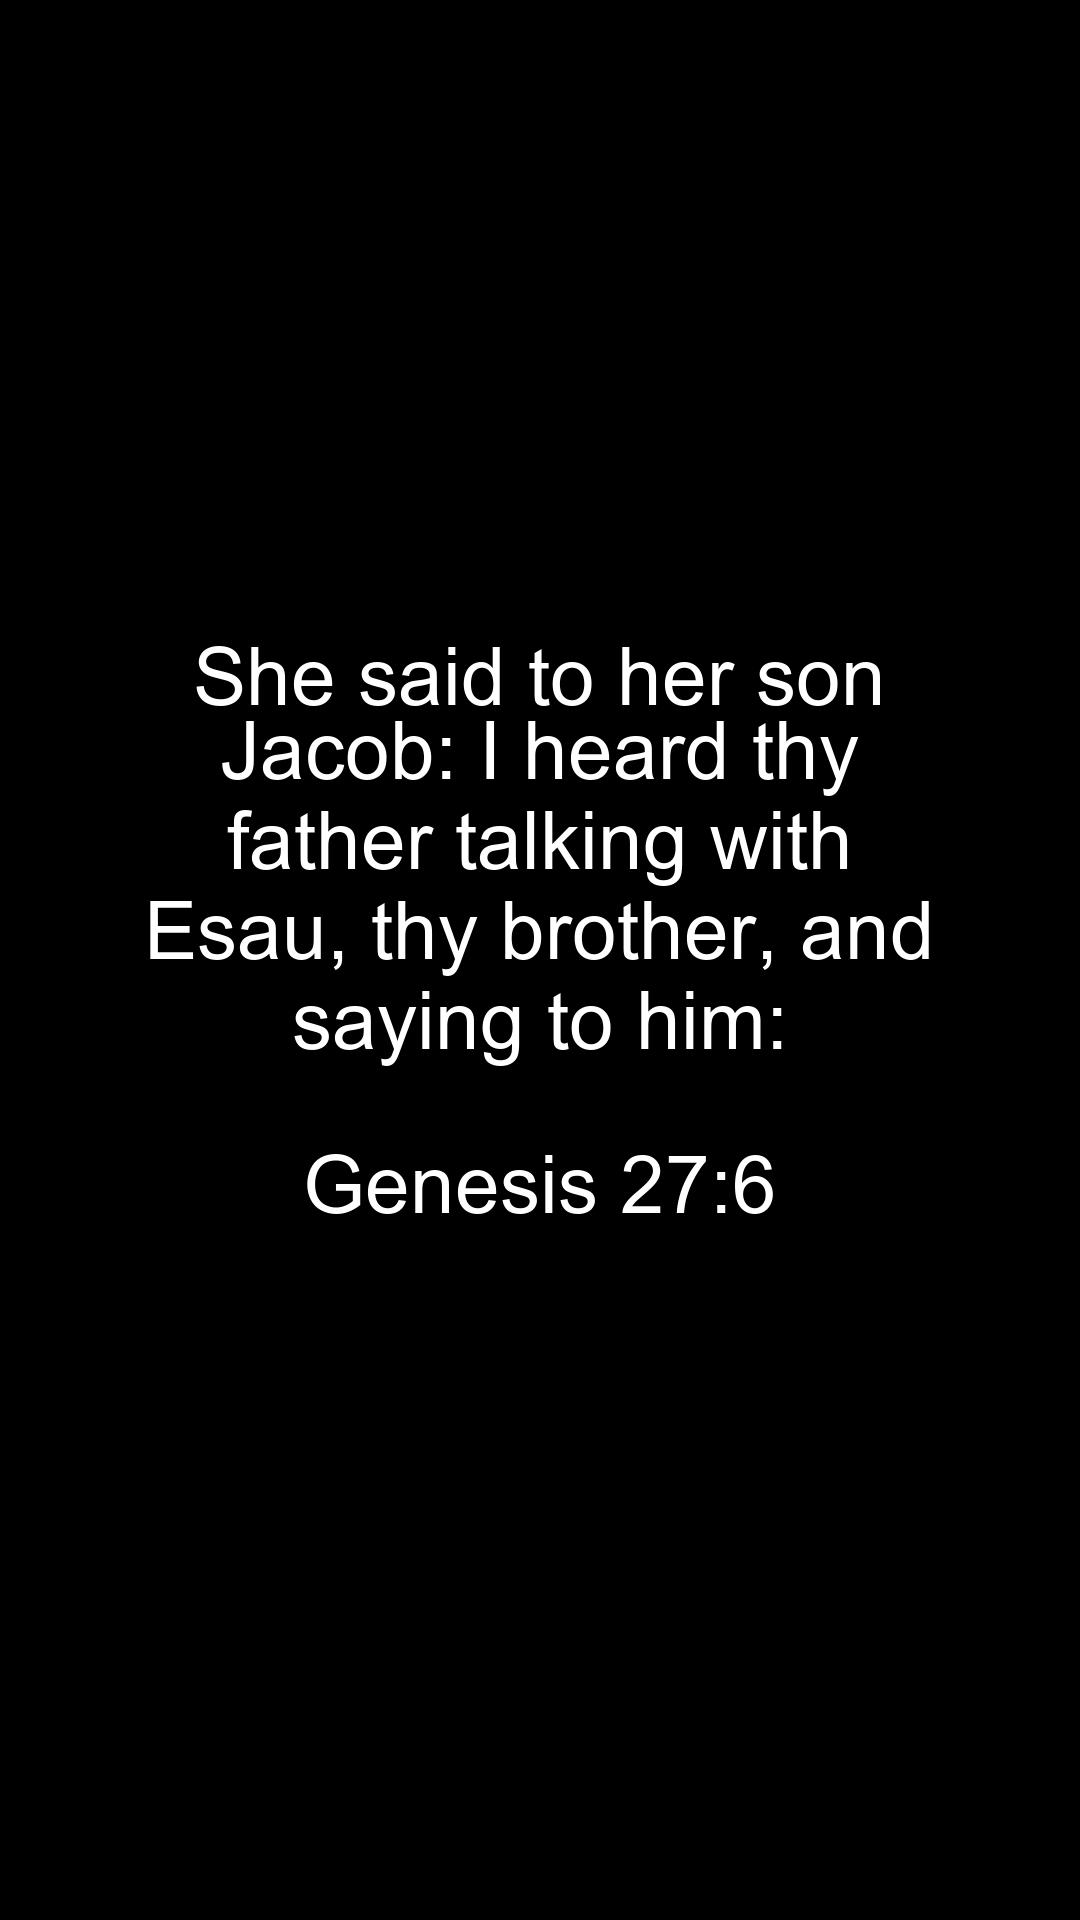 She said to her son
Jacob: I heard thy
father talking with
Esau, thy brother, and
saying to him:
Genesis 27:6